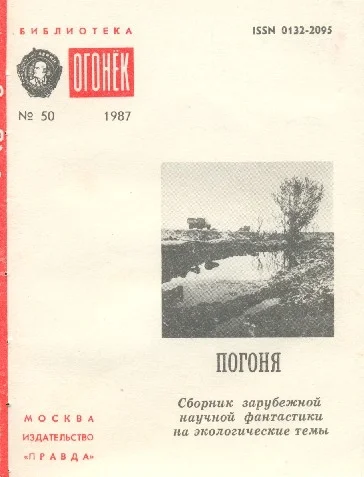 БИБЛИОТЕКА
ISSN 0132-2095
ОГОНЁК
№ 50 1987
ПОГОНЯ
Сборник зарубежной
научной фантастики
на экологические темы
МОСКВА
ИЗДАТЕЛЬСТВО
«ПРАВДА»